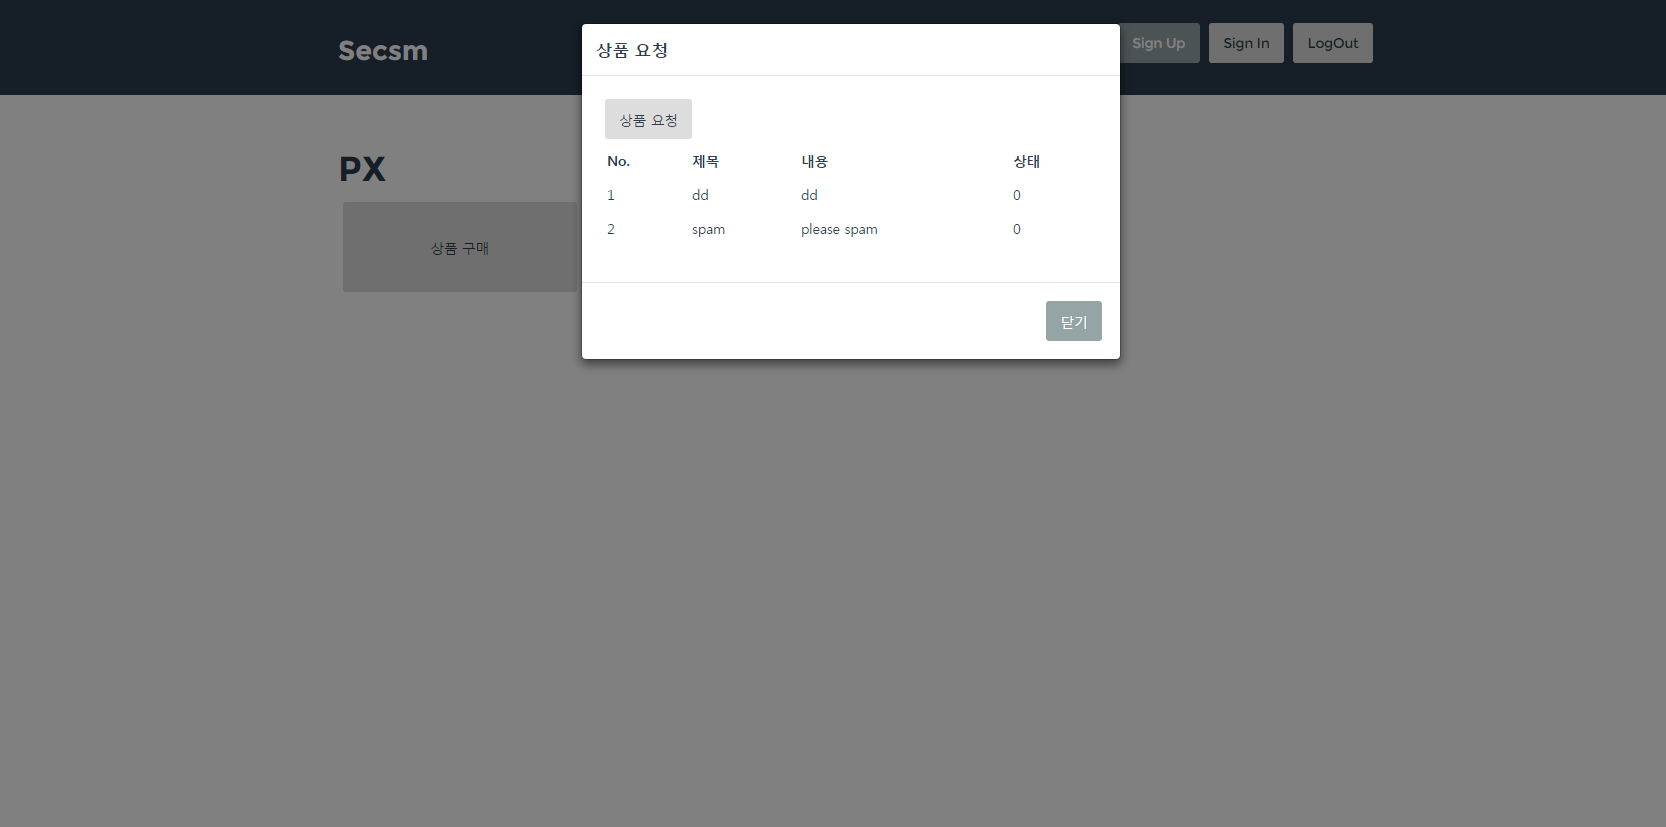 Secsm
Sign Up
Sign In
LogOut
PX
상품 구매
상품 요청
상품 요청
No. 제목 내용 상태
1 dd dd 0
2 spam please spam 0
닫기